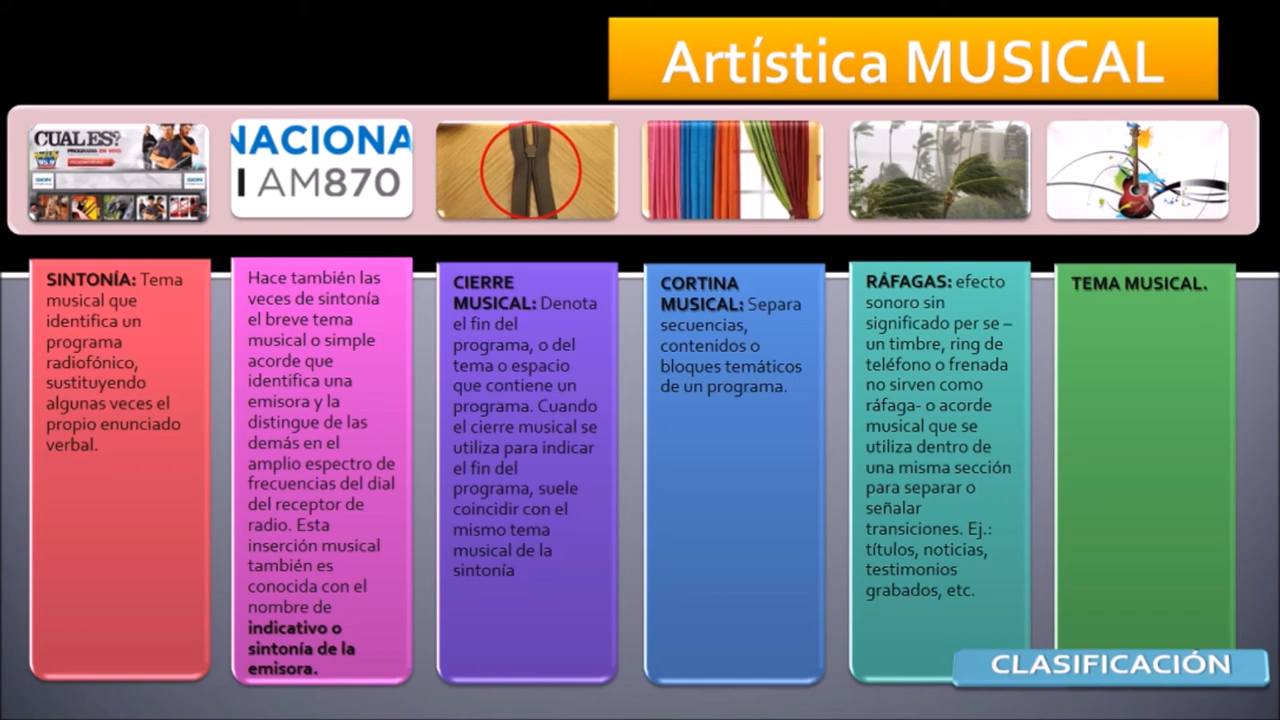 Artística MUSICAL
CUAL ES?
NACIONA
I AM870
SINTONÍA: Tema
musical que
identifica un
programa
radiofónico,
sustituyendo
algunas veces el
propio enunciado
verbal.
Hace también las
veces de sintonía
el breve tema
musical o simple
acorde que
identifica una
emisora y la
distingue de las
demás en el
amplio espectro de
frecuencias del dial
del receptor de
radio. Esta
inserción musical
también es
conocida con el
nombre de
indicativo o
sintonía de la
emisora.
CIERRE
MUSICAL: Denota
el fin del
programa, o del
tema o espacio
que contiene un
programa. Cuando
el cierre musical se
utiliza para indicar
el fin del
programa, suele
coincidir con el
mismo tema
musical de la
sintonía
CORTINA
MUSICAL: Separa
secuencias,
contenidos o
bloques temáticos
de un programa.
RÁFAGAS: efecto
sonoro sin
significado per se –
un timbre, ring de
teléfono o frenada
no sirven como
ráfaga- o acorde
musical que se
utiliza dentro de
una misma sección
para separar o
señalar
transiciones. Ej.:
títulos, noticias,
testimonios
grabados, etc.
TEMA MUSICAL.
CLASIFICACIÓN